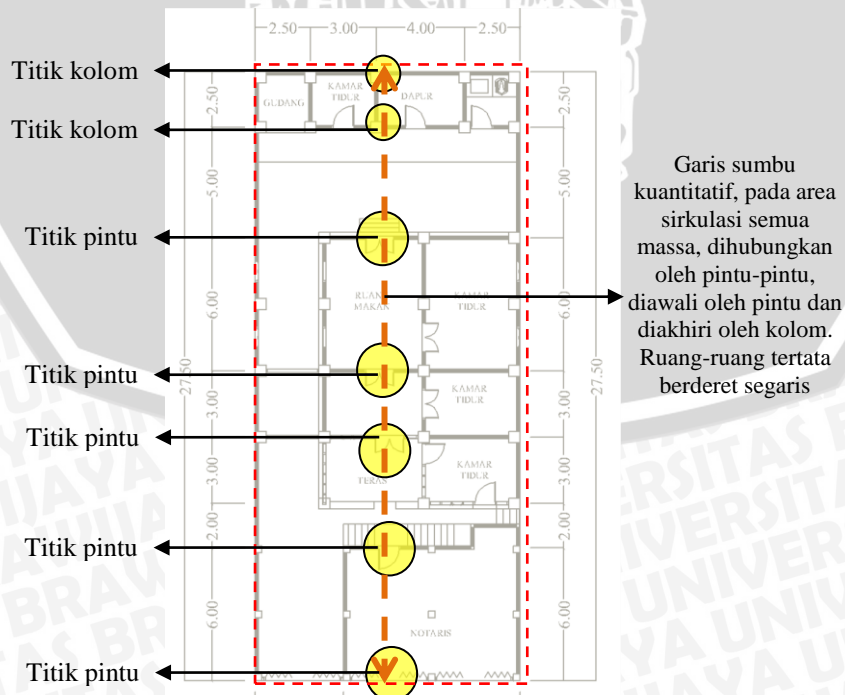 2.50 3.00 4.00 2.50
Titik kolom
Titik kolom
Titik pintu
Titik pintu
Titik pintu
Titik pintu
Titik pintu
2.50
5.00
6.00
3.00
3.00
2.00
6.00
27.50
GUDANG
KAMAR
TIDUR
DAPUR
RUANG
MAKAN
KAMAR
TIDUR
KAMAR
TIDUR
TERAS
KAMAR
TIDUR
NOTARIS
2.50
5.00
6.00
3.00
3.00
2.00
6.00
27.50
Garis sumbu
kuantitatif, pada area
sirkulasi semua
massa, dihubungkan
oleh pintu-pintu,
diawali oleh pintu dan
diakhiri oleh kolom.
Ruang-ruang tertata
berderet segaris